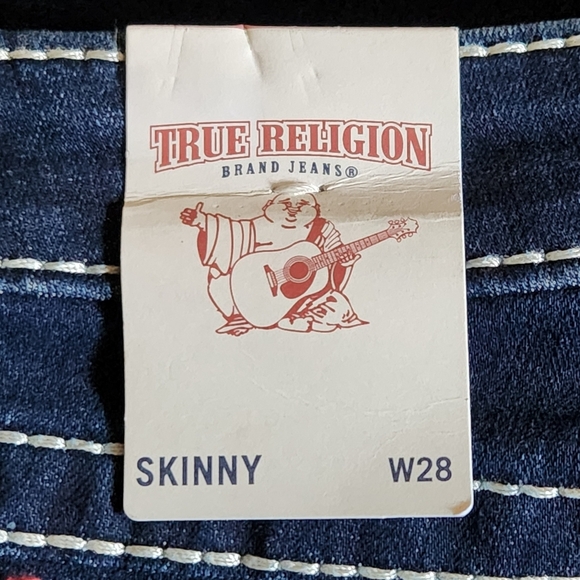 TRUE RELIGION
BRAND JEANS®
SKINNY W28